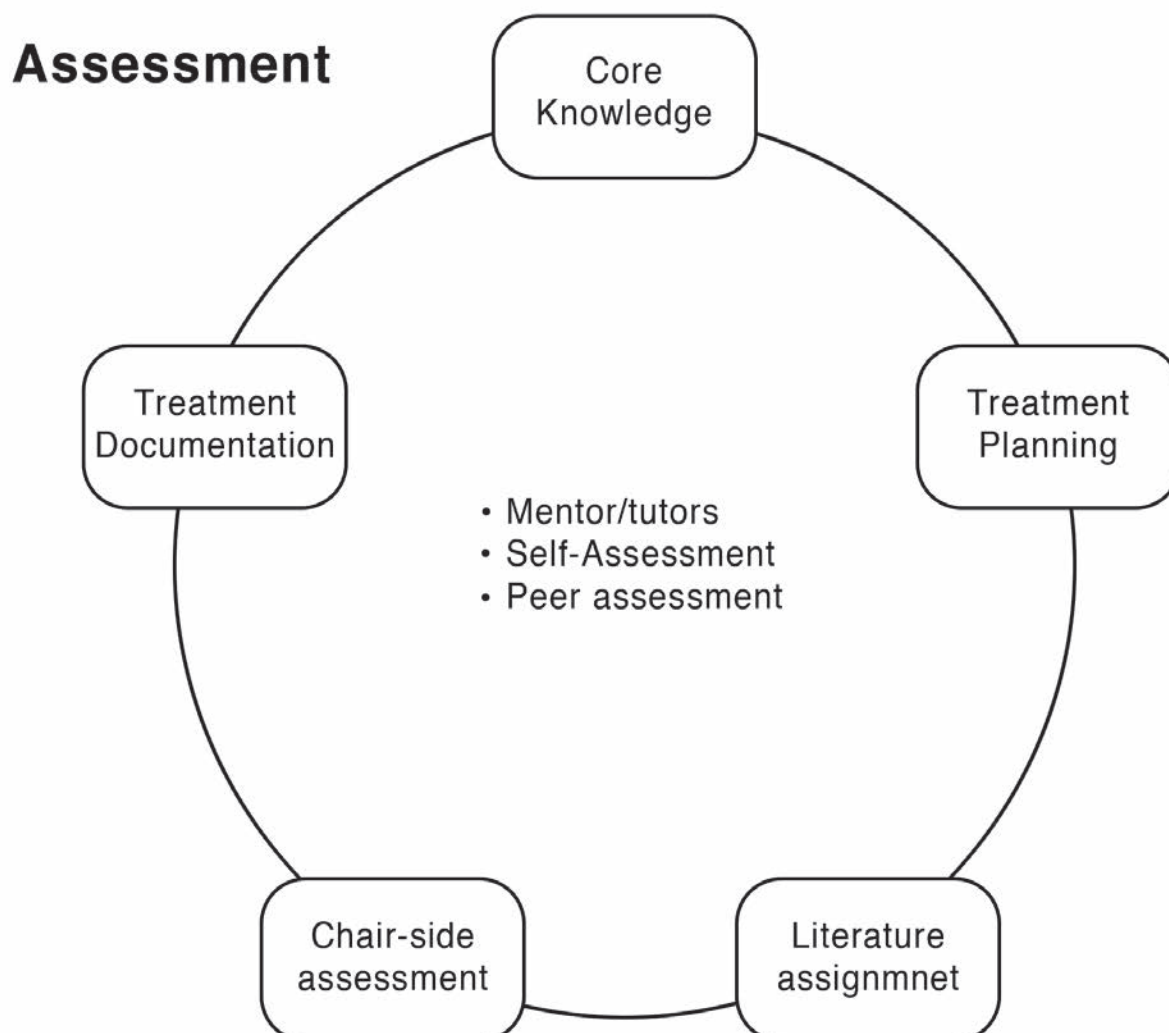 Assessment
Core
Knowledge
Treatment
Documentation
Treatment
Planning
• Mentor/tutors
• Self-Assessment
• Peer assessment
Chair-side
assessment
Literature
assignmnet